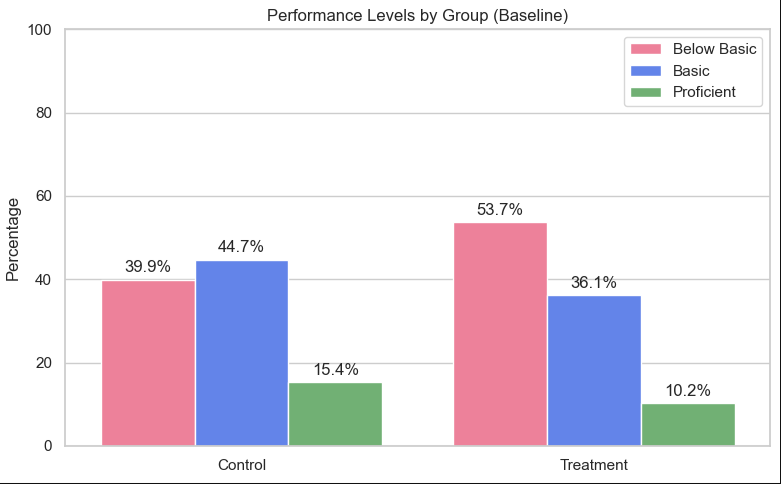 Performance Levels by Group (Baseline)
100
80
60
40
20
0
Percentage
Below Basic
Basic
Proficient
39.9%
44.7%
15.4%
53.7%
36.1%
10.2%
Control
Treatment